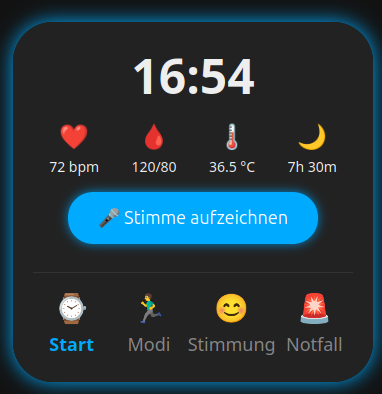 16:54
72 bpm 120/80 36.5 °C 7h 30m
Stimme aufzeichnen
Start Modi Stimmung Notfall